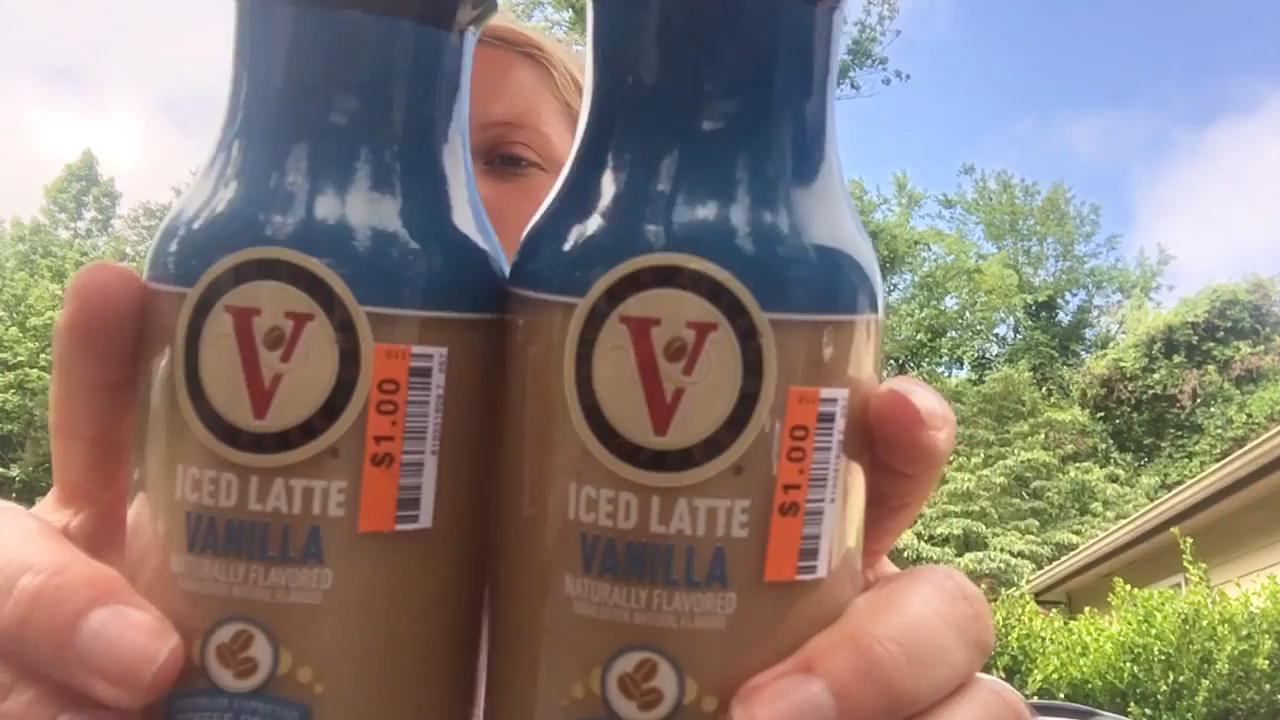 V
ICED LATTE
VANILLA
NATURALLY FLAVORED
$1.00
V
ICED LATTE
VANILLA
NATURALLY FLAVORED
$1.00